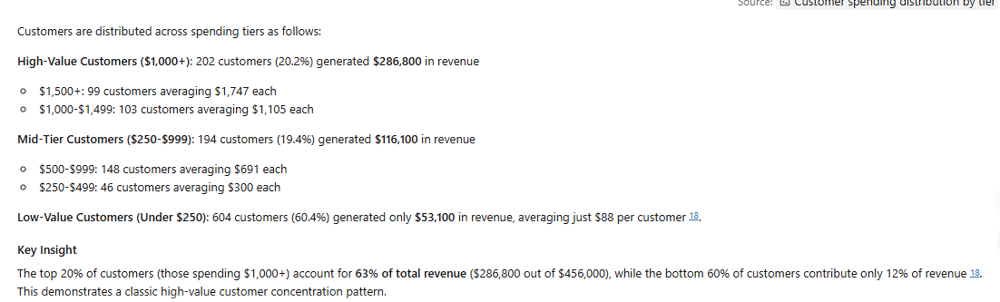 Source: Customer spending distribution by tier
Customers are distributed across spending tiers as follows:
High-Value Customers ($1,000+): 202 customers (20.2%) generated $286,800 in revenue
$1,500+: 99 customers averaging $1,747 each
$1,000-$1,499: 103 customers averaging $1,105 each
Mid-Tier Customers ($250-$999): 194 customers (19.4%) generated $116,100 in revenue
$500-$999: 148 customers averaging $691 each
$250-$499: 46 customers averaging $300 each
Low-Value Customers (Under $250): 604 customers (60.4%) generated only $53,100 in revenue, averaging just $88 per customer 18.
Key Insight
The top 20% of customers (those spending $1,000+) account for 63% of total revenue ($286,800 out of $456,000), while the bottom 60% of customers contribute only 12% of revenue 18.
This demonstrates a classic high-value customer concentration pattern.